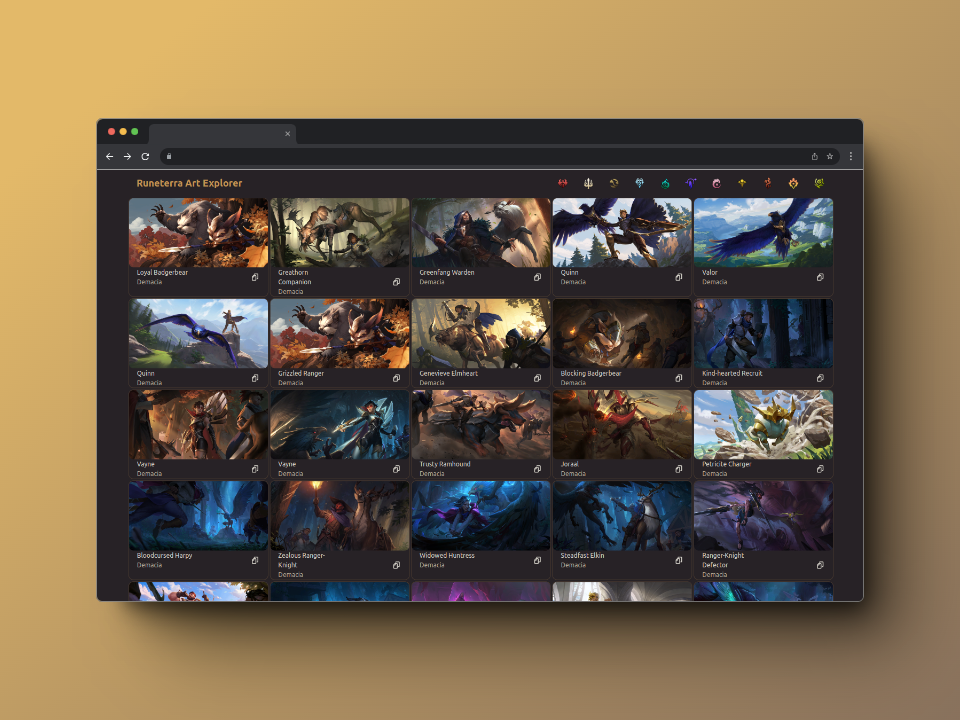 Runeterra Art Explorer
Loyal Badgerbear
Demacia
Greathorn
Companion
Demacia
Greenfang Warden
Demacia
Quinn
Demacia
Valor
Demacia
Quinn
Demacia
Grizzled Ranger
Demacia
Genevieve Elmheart
Demacia
Blocking Badgerbear
Demacia
Kind-hearted Recruit
Demacia
Vayne
Demacia
Vayne
Demacia
Trusty Ramhound
Demacia
Joraal
Demacia
Petricite Charger
Demacia
Bloodcursed Harpy
Demacia
Zealous Ranger-
Knight
Demacia
Widowed Huntress
Demacia
Steadfast Elkin
Demacia
Ranger-Knight
Defector
Demacia